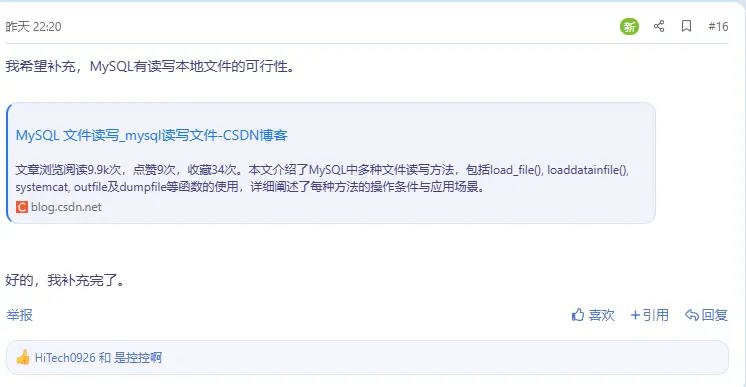 昨天 22:20
新
#16
我希望补充，MySQL有读写本地文件的可行性。
MySQL 文件读写_mysql读写文件-CSDN博客
文章浏览阅读9.9k次，点赞9次，收藏34次。本文介绍了MySQL中多种文件读写方法，包括load_file(), loaddatainfile(),
systemcat, outfile及dumpfile等函数的使用，详细阐述了每种方法的操作条件与应用场景。
C blog.csdn.net
好的，我补充完了。
举报
喜欢
+引用
回复
HiTech0926 和 是控控啊